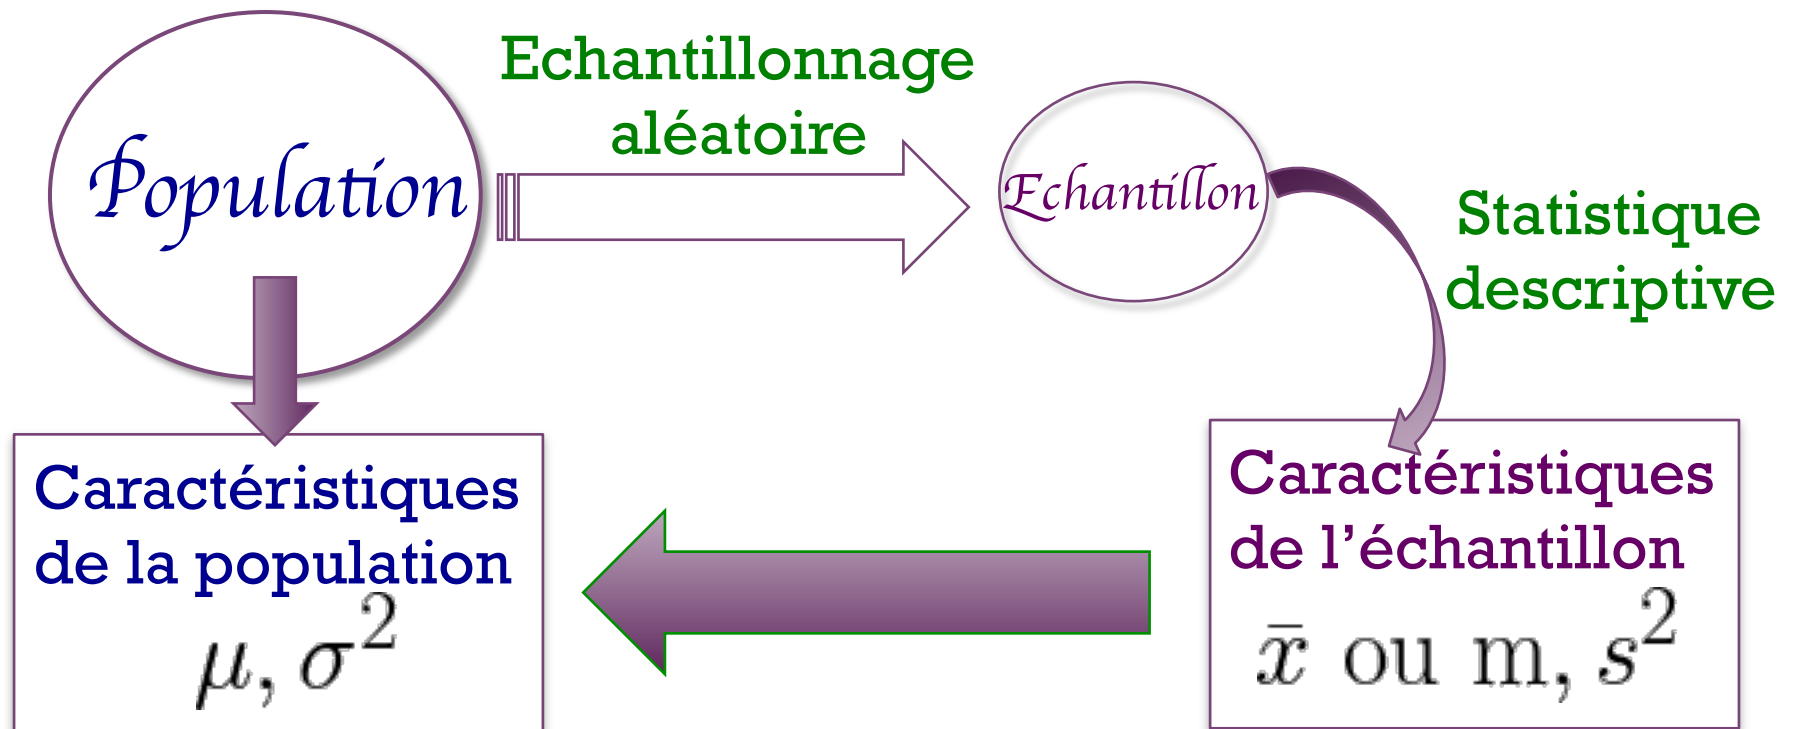 Echantillonnage
aléatoire
Population
Echantillon
Statistique
descriptive
Caractéristiques
de la population
μ, σ²
Caractéristiques
de l’échantillon
x̄ ou m, s²